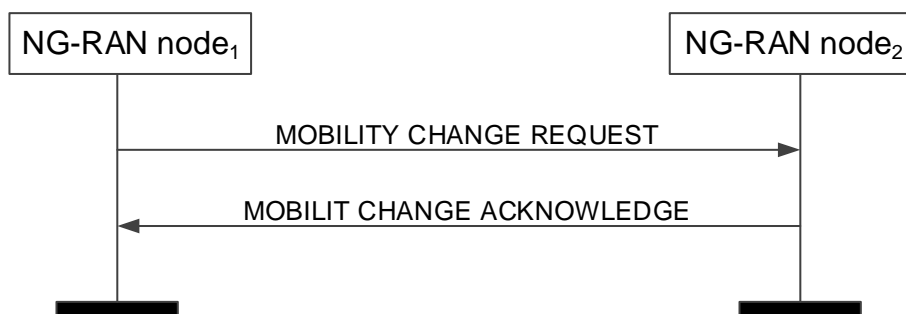 NG-RAN node₁
NG-RAN node₂
MOBILITY CHANGE REQUEST
MOBILIT CHANGE ACKNOWLEDGE